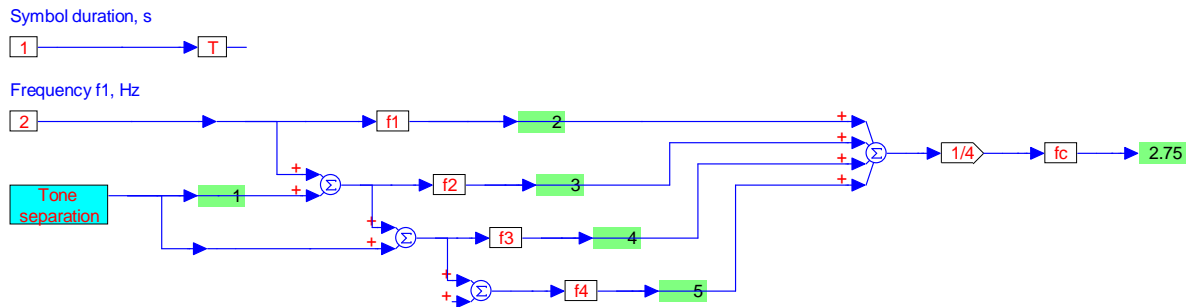 Symbol duration, s
1 T
Frequency f1, Hz
2 f1 2 + + + + Σ 1/4 fc 2.75
+ + Σ f2 3
Tone
separation
1
+ + Σ f3 4
+ + Σ f4 5